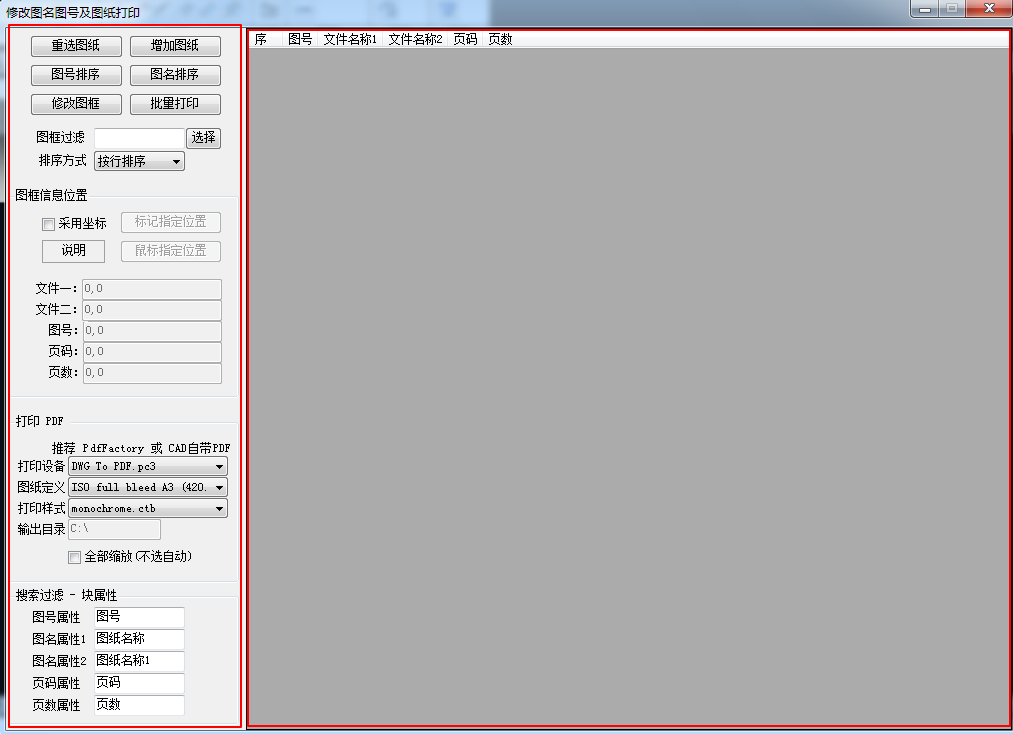 修改图名图号及图纸打印
重选图纸 增加图纸
图号排序 图名排序
修改图框 批量打印
图框过滤 选择
排序方式 按行排序
图框信息位置
采用坐标 标记指定位置
说明 鼠标指定位置
文件一: 0,0
文件二: 0,0
图号: 0,0
页码: 0,0
页数: 0,0
打印 PDF
推荐 PdfFactory 或 CAD自带PDF
打印设备 DWG To PDF.pc3
图纸定义 ISO full bleed A3 (420.
打印样式 monochrome.ctb
输出目录 C:\
全部缩放(不选自动)
搜索过滤 - 块属性
图号属性 图号
图名属性1 图纸名称
图名属性2 图纸名称1
页码属性 页码
页数属性 页数
序 图号 文件名称1 文件名称2 页码 页数